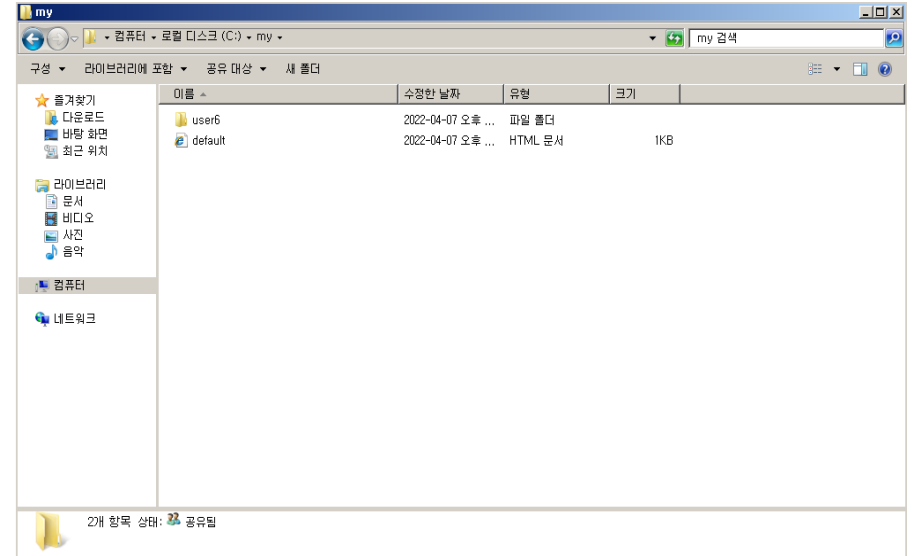 my
컴퓨터 로컬 디스크 (C:) my my 검색
구성 라이브러리에 포함 공유 대상 새 폴더
즐겨찾기
다운로드
바탕 화면
최근 위치
라이브러리
문서
비디오
사진
음악
컴퓨터
네트워크
이름 수정한 날짜 유형 크기
user6 2022-04-07 오후 ... 파일 폴더
default 2022-04-07 오후 ... HTML 문서 1KB
2개 항목 상태: 공유됨